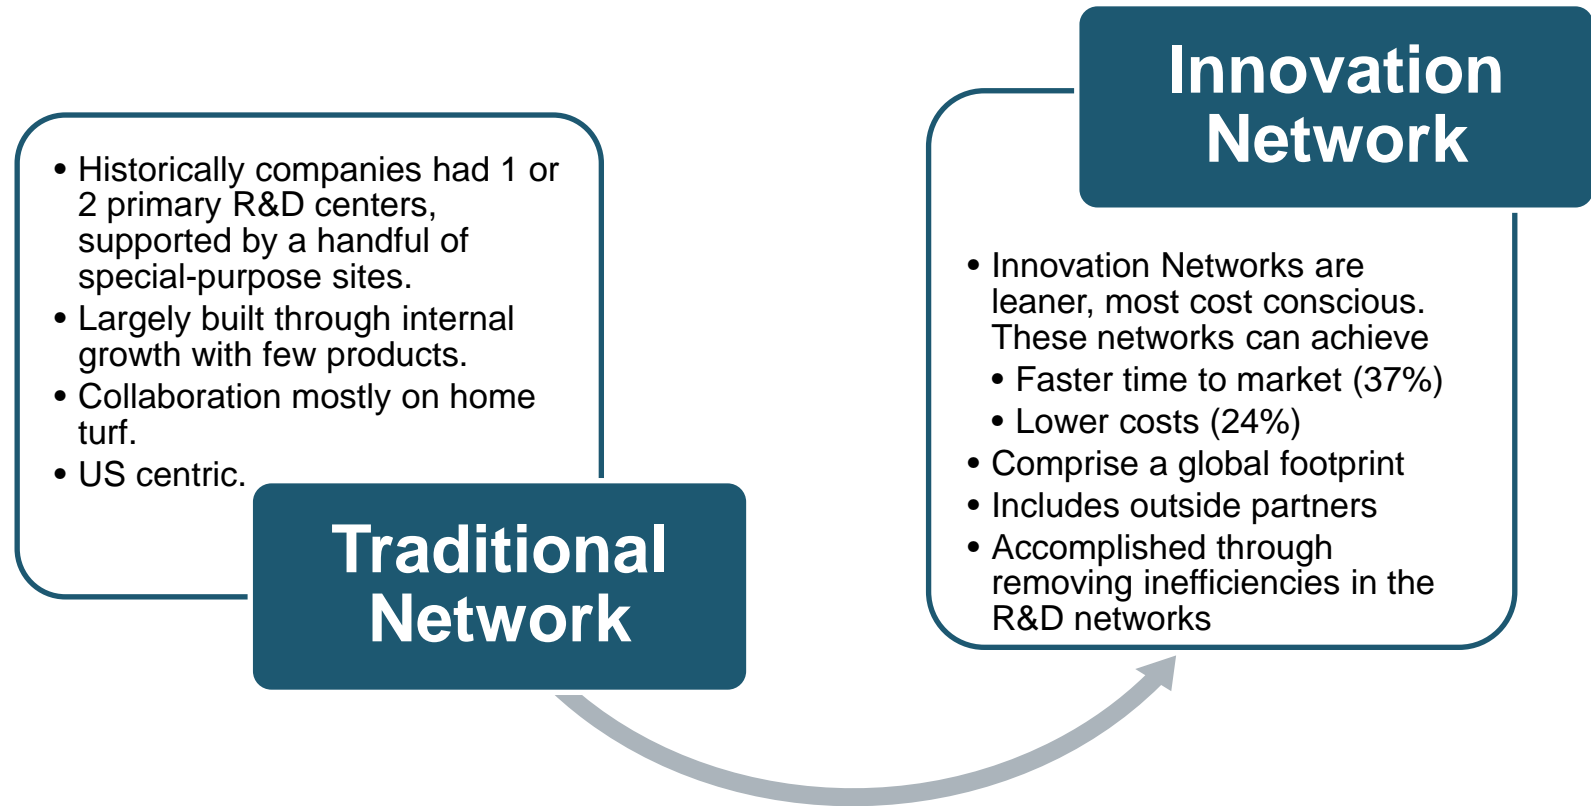 • Historically companies had 1 or
2 primary R&D centers,
supported by a handful of
special-purpose sites.
• Largely built through internal
growth with few products.
• Collaboration mostly on home
turf.
• US centric.
Traditional
Network
Innovation
Network
• Innovation Networks are
leaner, most cost conscious.
These networks can achieve
• Faster time to market (37%)
• Lower costs (24%)
• Comprise a global footprint
• Includes outside partners
• Accomplished through
removing inefficiencies in the
R&D networks